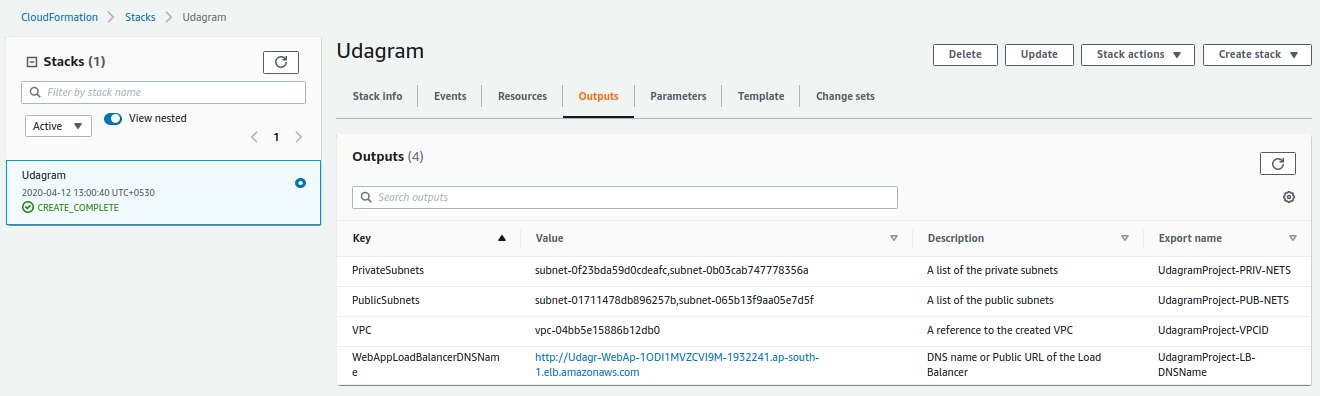 CloudFormation > Stacks > Udagram
Stacks (1)
Filter by stack name
Active
View nested
1
Udagram
2020-04-12 13:00:40 UTC+0530
CREATE_COMPLETE
Udagram
Delete
Update
Stack actions
Create stack
Stack info
Events
Resources
Outputs
Parameters
Template
Change sets
Outputs (4)
Search outputs
Key Value Description Export name
PrivateSubnets subnet-0f23bda59d0cdeafc,subnet-0b03cab747778356a A list of the private subnets UdagramProject-PRIV-NETS
PublicSubnets subnet-01711478db896257b,subnet-065b13f9aa05e7d5f A list of the public subnets UdagramProject-PUB-NETS
VPC vpc-04bb5e15886b12db0 A reference to the created VPC UdagramProject-VPCID
WebAppLoadBalancerDNSNam http://Udagr-WebAp-1ODI1MVZCVI9M-1932241.ap-south- DNS name or Public URL of the Load UdagramProject-LB-
e 1.elb.amazonaws.com Balancer DNSName